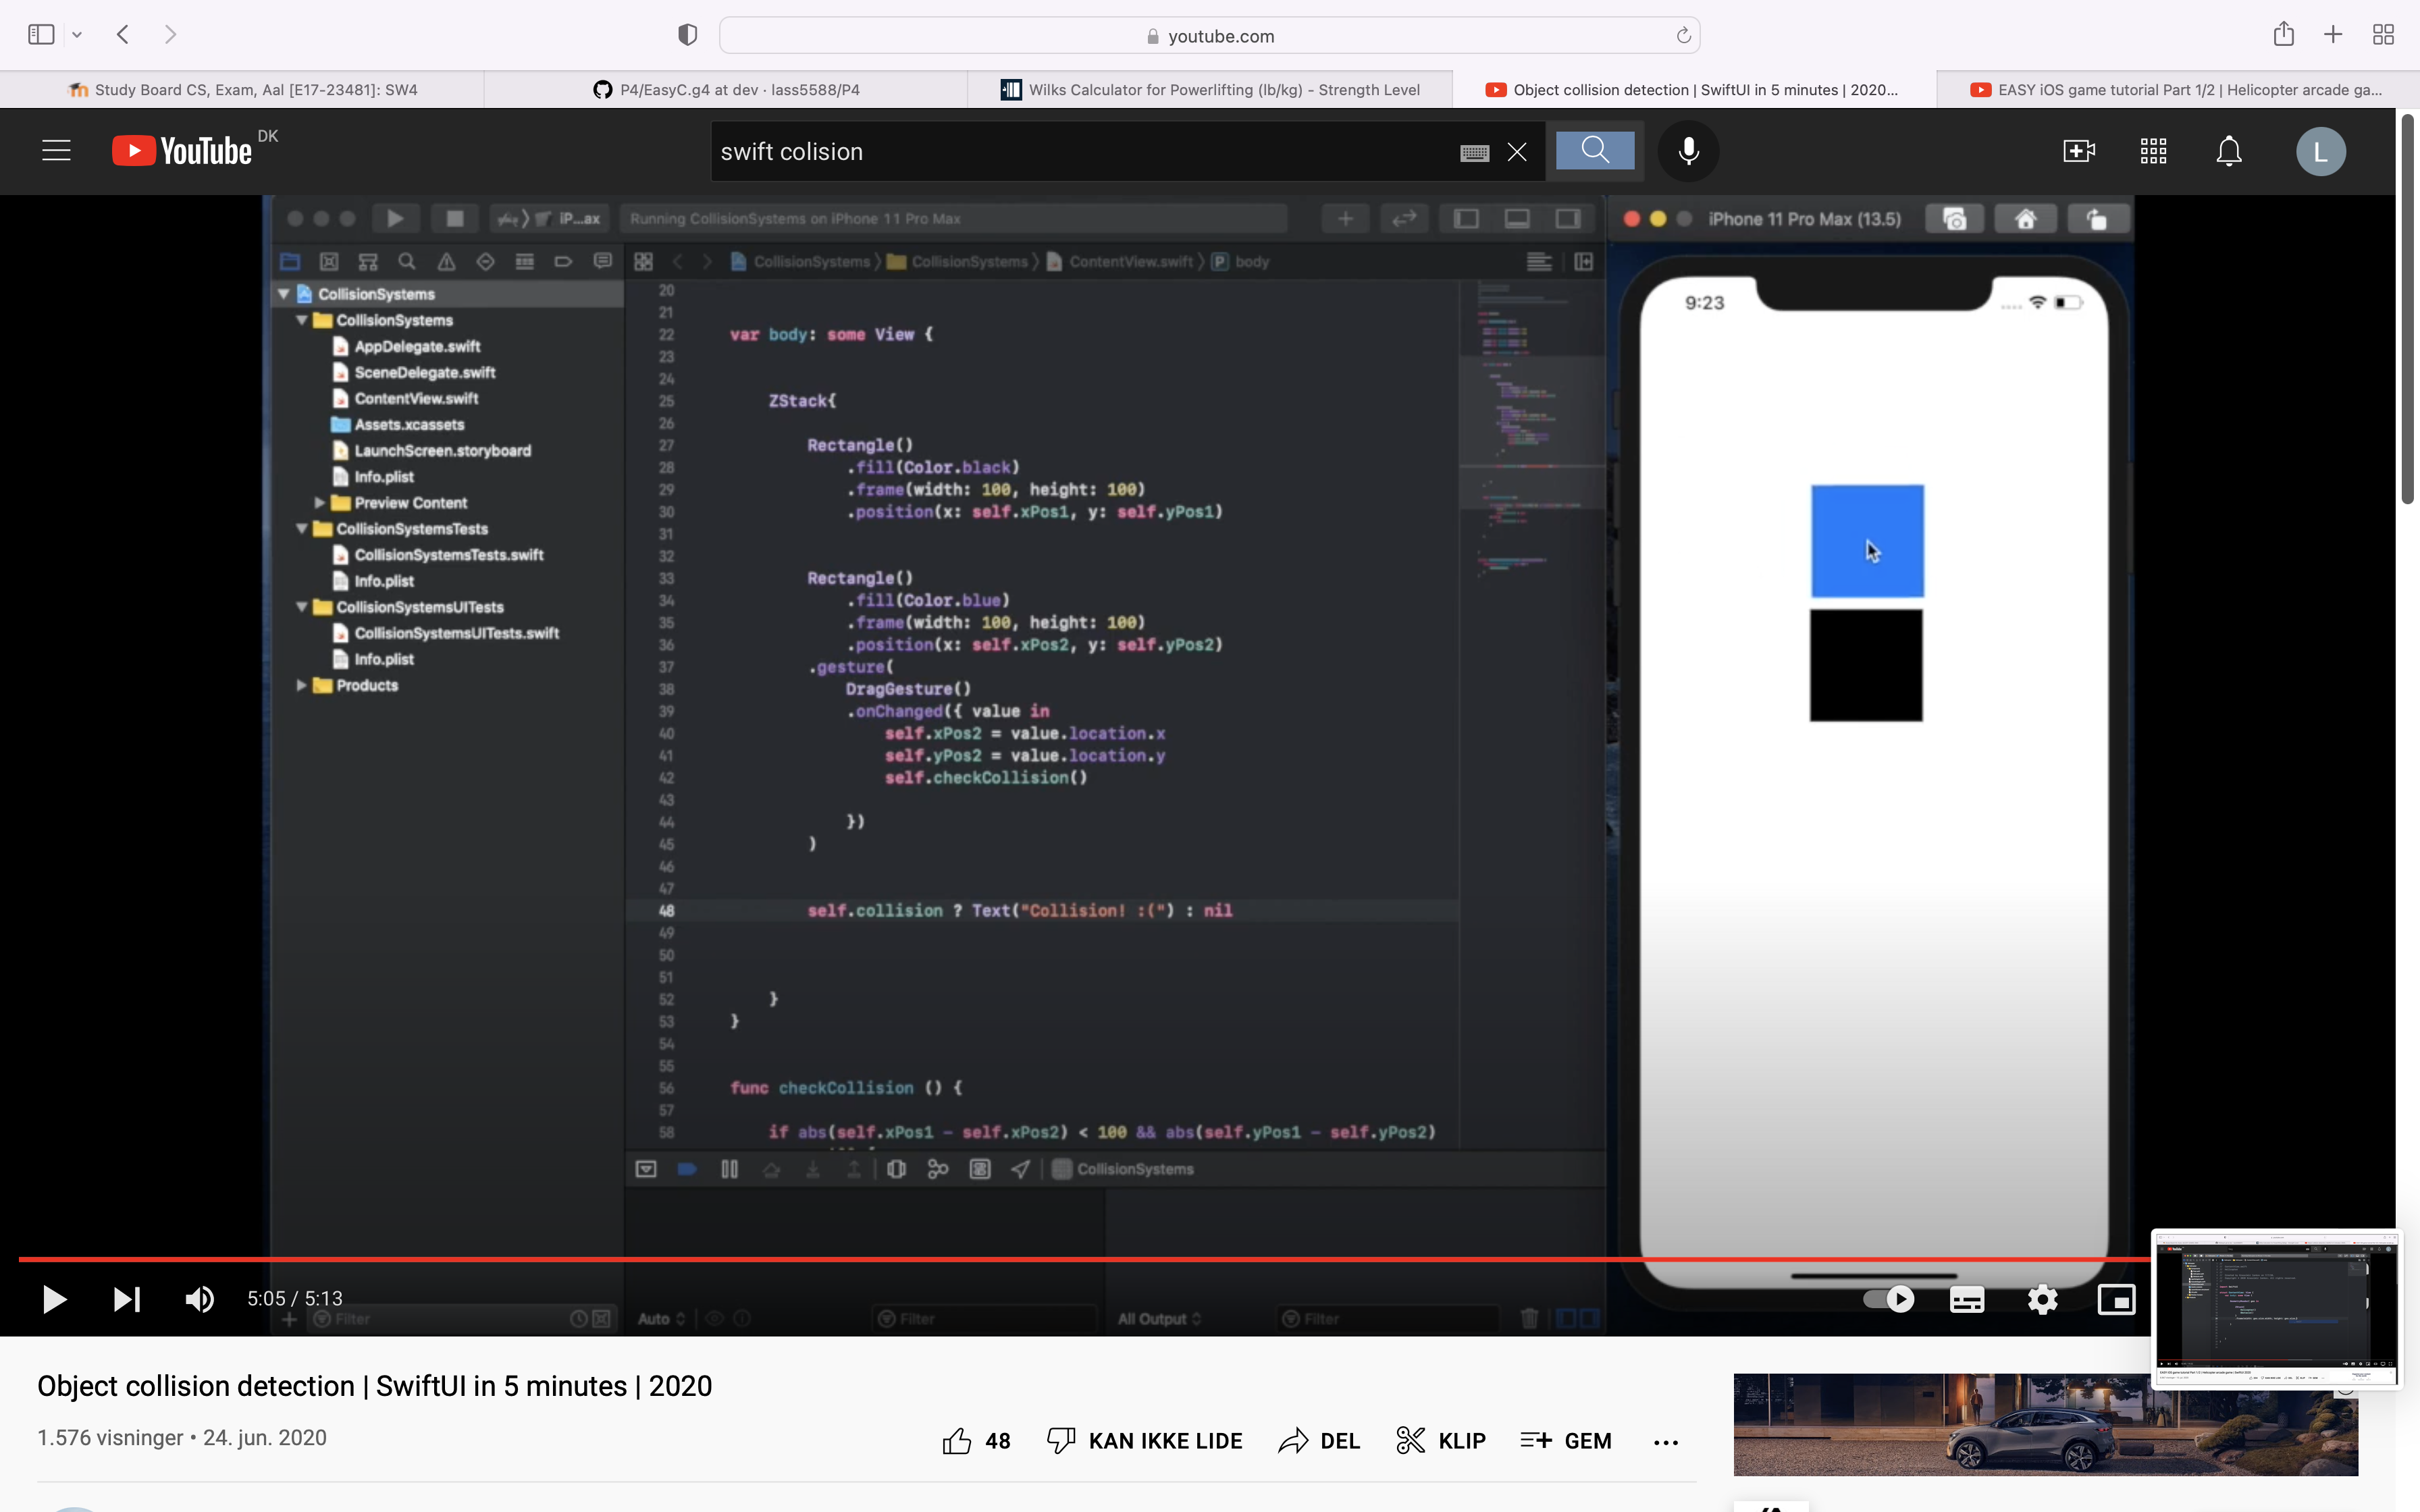 youtube.com
Study Board CS, Exam, Aal [E17-23481]: SW4
P4/EasyC.g4 at dev · lass5588/P4
Wilks Calculator for Powerlifting (lb/kg) - Strength Level
Object collision detection | SwiftUI in 5 minutes | 2020...
EASY iOS game tutorial Part 1/2 | Helicopter arcade ga...
YouTube DK
swift colision
L
iP...ax
Running CollisionSystems on iPhone 11 Pro Max
iPhone 11 Pro Max (13.5)
CollisionSystems
CollisionSystems
ContentView.swift
P body
CollisionSystems
CollisionSystems
AppDelegate.swift
SceneDelegate.swift
ContentView.swift
Assets.xcassets
LaunchScreen.storyboard
Info.plist
Preview Content
CollisionSystemsTests
CollisionSystemsTests.swift
Info.plist
CollisionSystemsUITests
CollisionSystemsUITests.swift
Info.plist
Products
20
21
22 var body: some View {
23
24
25 ZStack{
26
27 Rectangle()
28 .fill(Color.black)
29 .frame(width: 100, height: 100)
30 .position(x: self.xPos1, y: self.yPos1)
31
32
33 Rectangle()
34 .fill(Color.blue)
35 .frame(width: 100, height: 100)
36 .position(x: self.xPos2, y: self.yPos2)
37 .gesture(
38 DragGesture()
39 .onChanged({ value in
40 self.xPos2 = value.location.x
41 self.yPos2 = value.location.y
42 self.checkCollision()
43
44 })
45 )
46
47
48 self.collision ? Text("Collision! :(") : nil
49
50
51
52 }
53 }
54
55
56 func checkCollision () {
57
58 if abs(self.xPos1 - self.xPos2) < 100 && abs(self.yPos1 - self.yPos2)
9:23
CollisionSystems
Filter
Auto
Filter
All Output
Filter
5:05 / 5:13
Object collision detection | SwiftUI in 5 minutes | 2020
1.576 visninger • 24. jun. 2020
48
KAN IKKE LIDE
DEL
KLIP
GEM